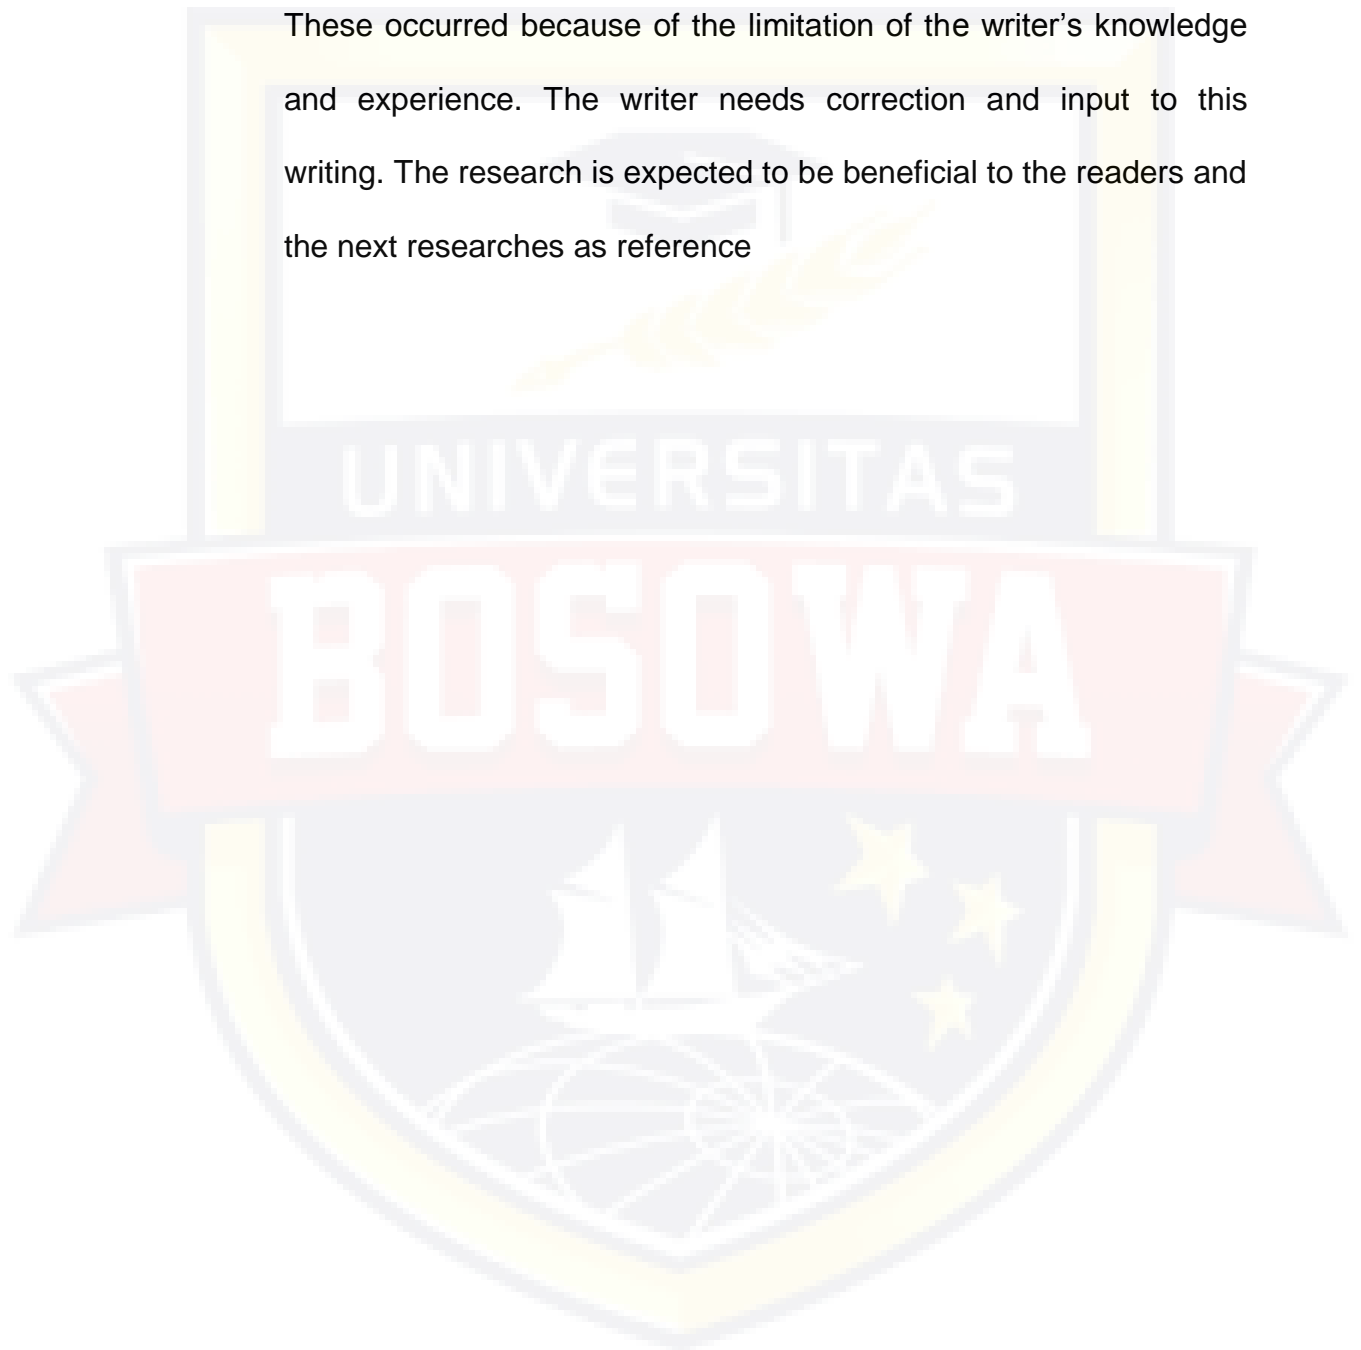 These occurred because of the limitation of the writer’s knowledge
and experience. The writer needs correction and input to this
writing. The research is expected to be beneficial to the readers and
the next researches as reference
UNIVERSITAS
BOSOWA